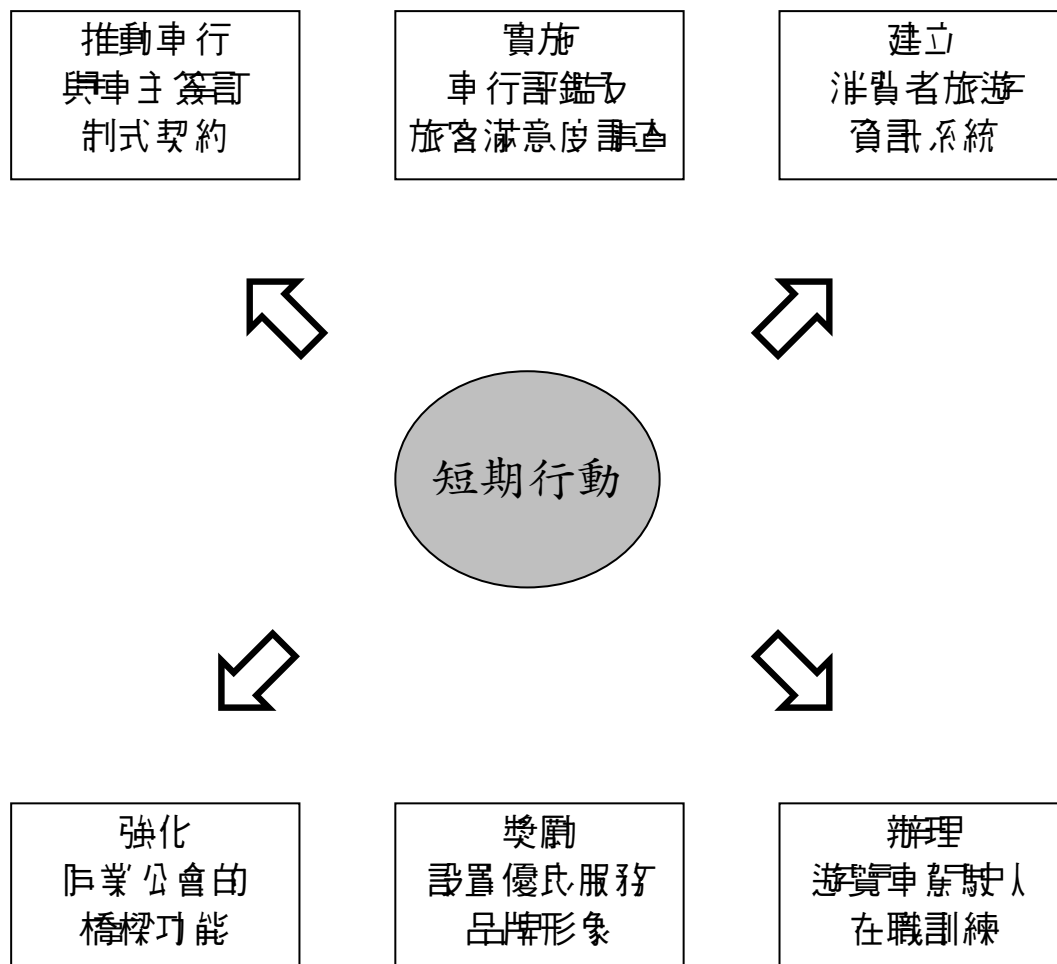 推動車行
與車主簽訂
制式契約
實施
車行評鑑及
旅客滿意度調查
建立
消費者旅遊
資訊系統
短期行動
強化
同業公會的
橋樑功能
獎勵
設置優良服務
品牌形象
辦理
遊覽車駕駛人
在職訓練